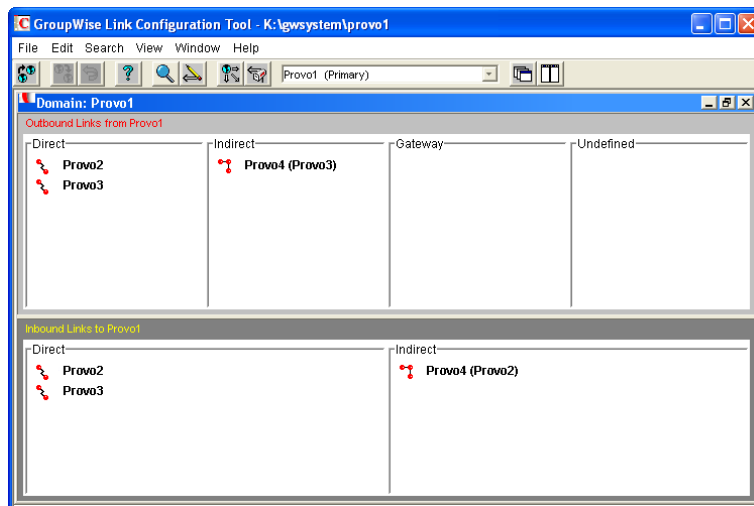 GroupWise Link Configuration Tool - K:\gwsystem\provo1
File Edit Search View Window Help
Provo1 (Primary)
Domain: Provo1
Outbound Links from Provo1
Direct Indirect Gateway Undefined
Provo2 Provo4 (Provo3)
Provo3
Inbound Links to Provo1
Direct Indirect
Provo2 Provo4 (Provo2)
Provo3